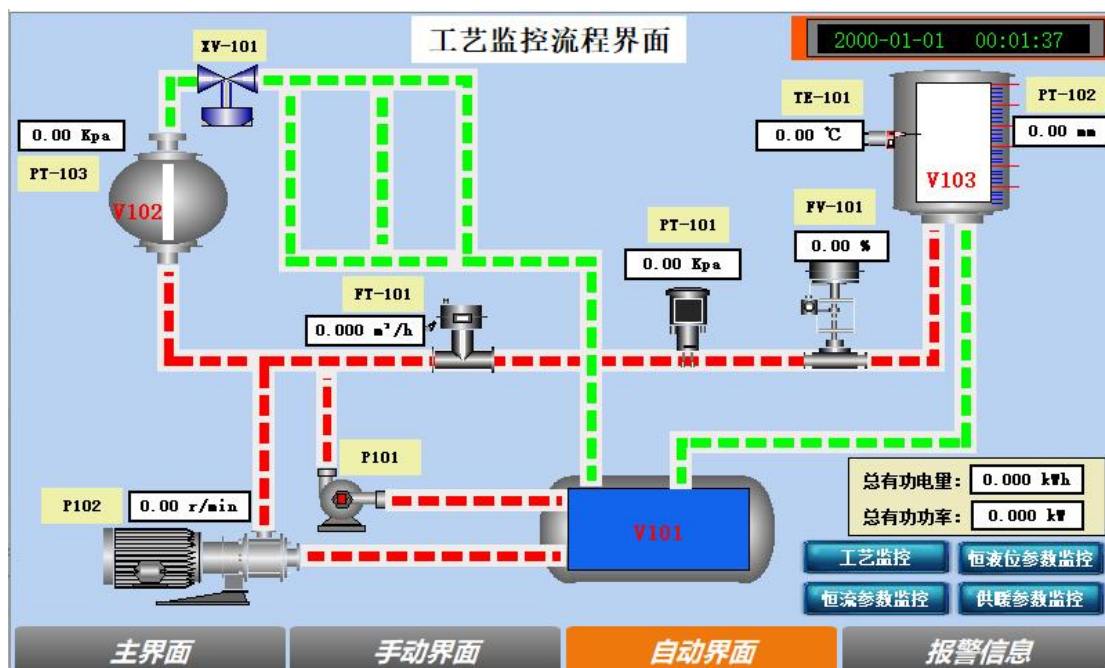 工艺监控流程界面
2000-01-01 00:01:37
XV-101
TE-101
PT-102
0.00 Kpa
0.00 ℃
0.00 mm
PT-103
V102
V103
PT-101
FV-101
0.00 Kpa
0.00 %
FT-101
0.000 m³/h
P101
P102
0.00 r/min
V101
总有功电量: 0.000 kWh
总有功功率: 0.000 kW
工艺监控
恒液位参数监控
恒流参数监控
供暖参数监控
主界面
手动界面
自动界面
报警信息